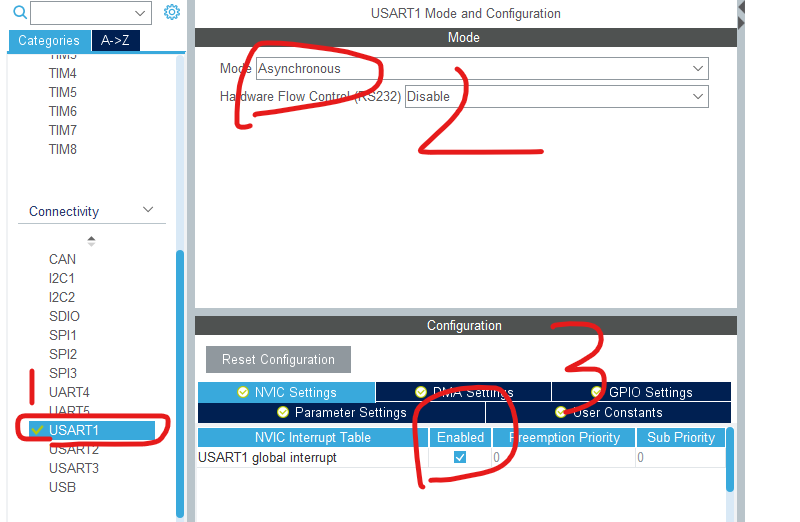 USART1 Mode and Configuration
Categories A->Z
Mode
TIM3
TIM4
TIM5
TIM6
TIM7
TIM8
Mode Asynchronous
Hardware Flow Control (RS232) Disable
2
Connectivity
CAN
I2C1
I2C2
SDIO
SPI1
SPI2
SPI3
UART4
UART5
USART1
USART2
USART3
USB
1
Configuration
3
Reset Configuration
NVIC Settings DMA Settings GPIO Settings
Parameter Settings User Constants
NVIC Interrupt Table Enabled Preemption Priority Sub Priority
USART1 global interrupt 0 0